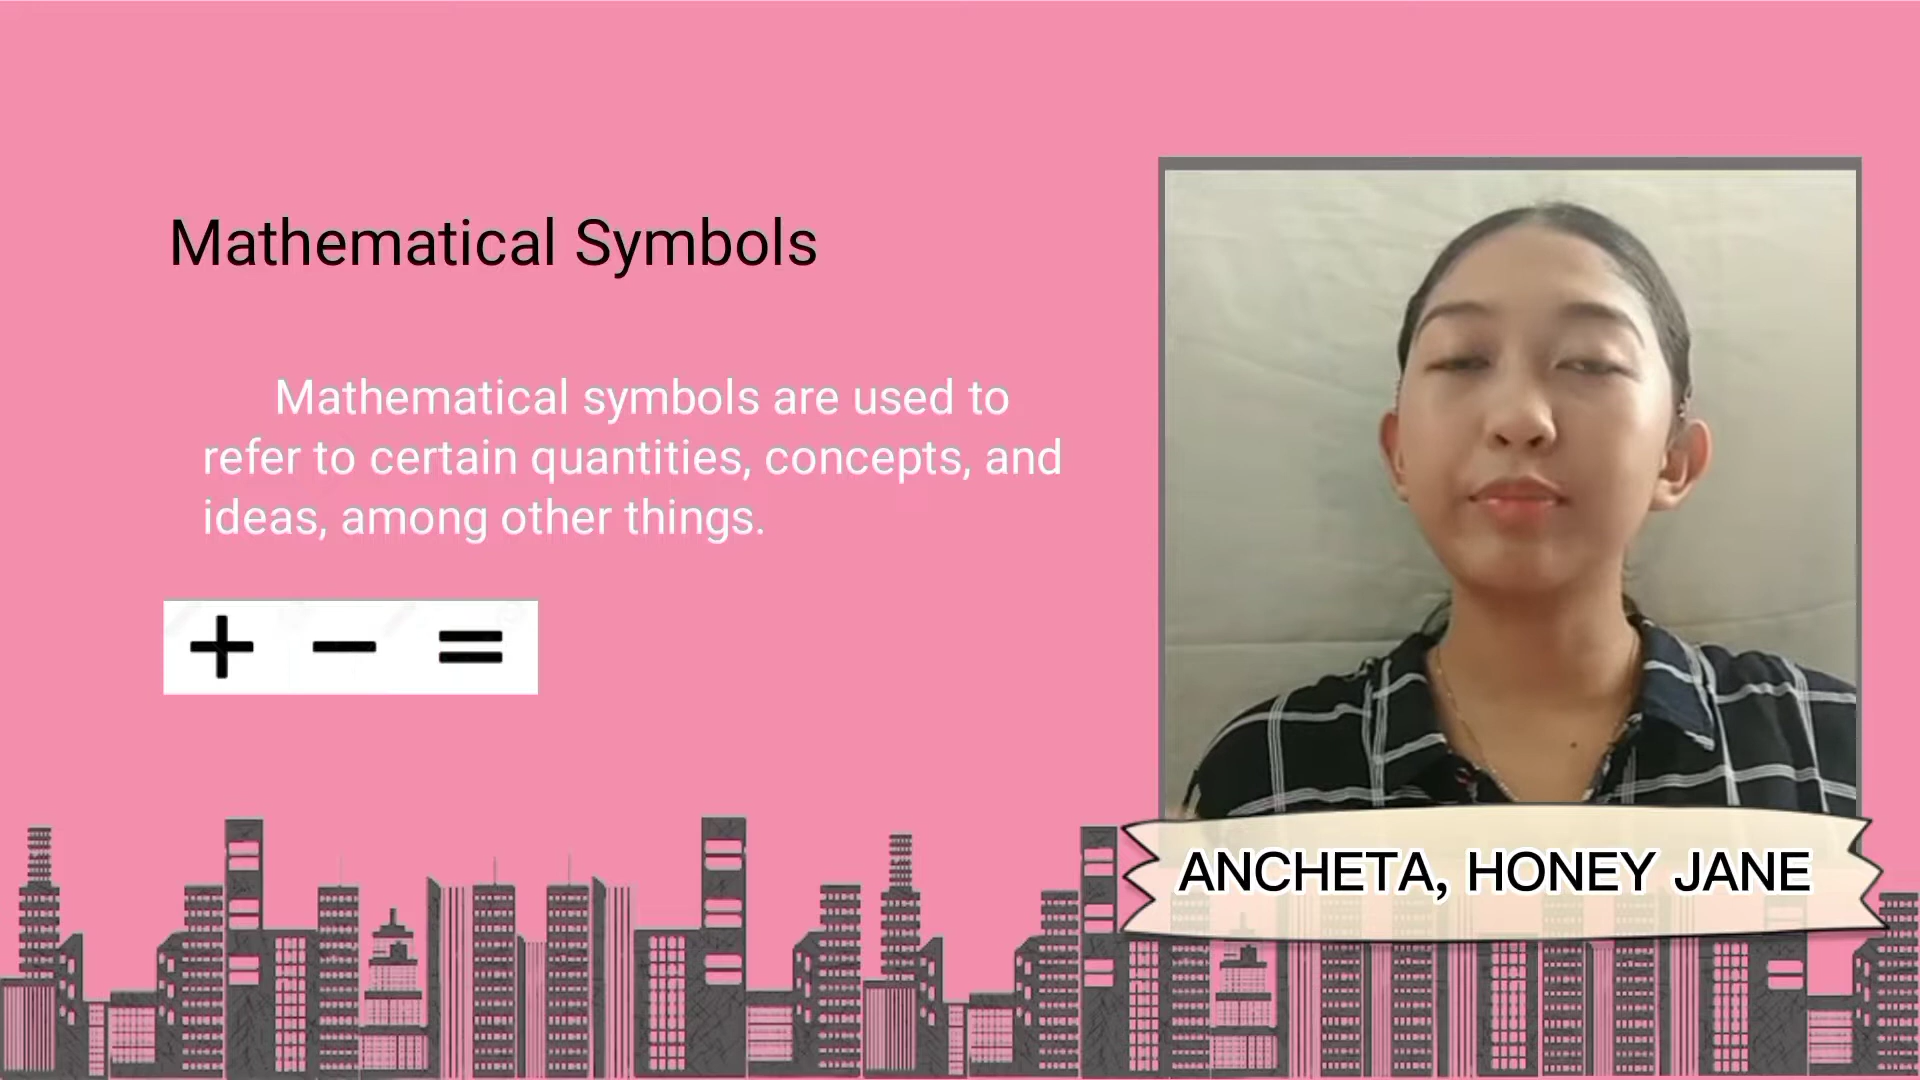 Mathematical Symbols
Mathematical symbols are used to
refer to certain quantities, concepts, and
ideas, among other things.
+ − =
ANCHETA, HONEY JANE